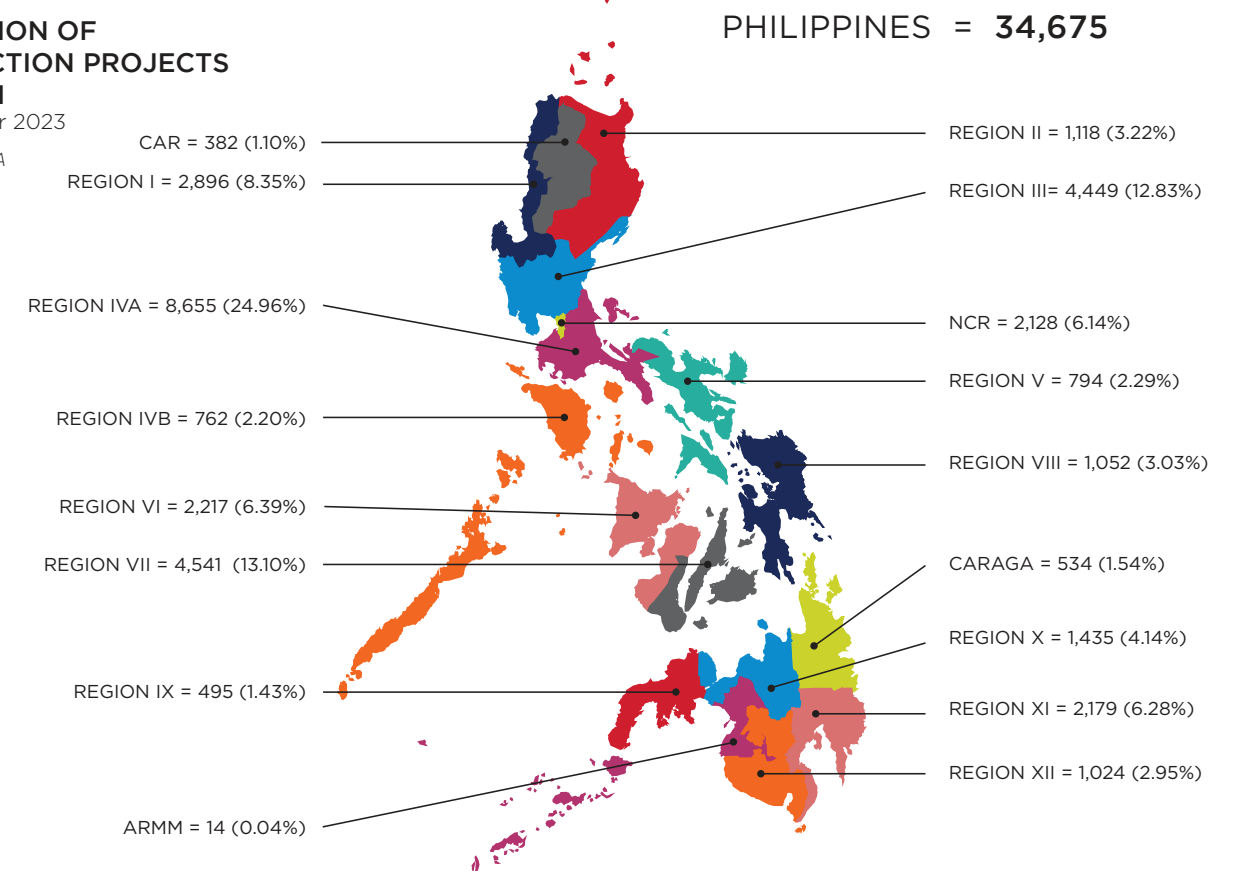 PHILIPPINES = 34,675
ION OF
CTION PROJECTS
r 2023
A
CAR = 382 (1.10%)
REGION I = 2,896 (8.35%)
REGION IVA = 8,655 (24.96%)
REGION IVB = 762 (2.20%)
REGION VI = 2,217 (6.39%)
REGION VII = 4,541 (13.10%)
REGION IX = 495 (1.43%)
ARMM = 14 (0.04%)
REGION II = 1,118 (3.22%)
REGION III= 4,449 (12.83%)
NCR = 2,128 (6.14%)
REGION V = 794 (2.29%)
REGION VIII = 1,052 (3.03%)
CARAGA = 534 (1.54%)
REGION X = 1,435 (4.14%)
REGION XI = 2,179 (6.28%)
REGION XII = 1,024 (2.95%)